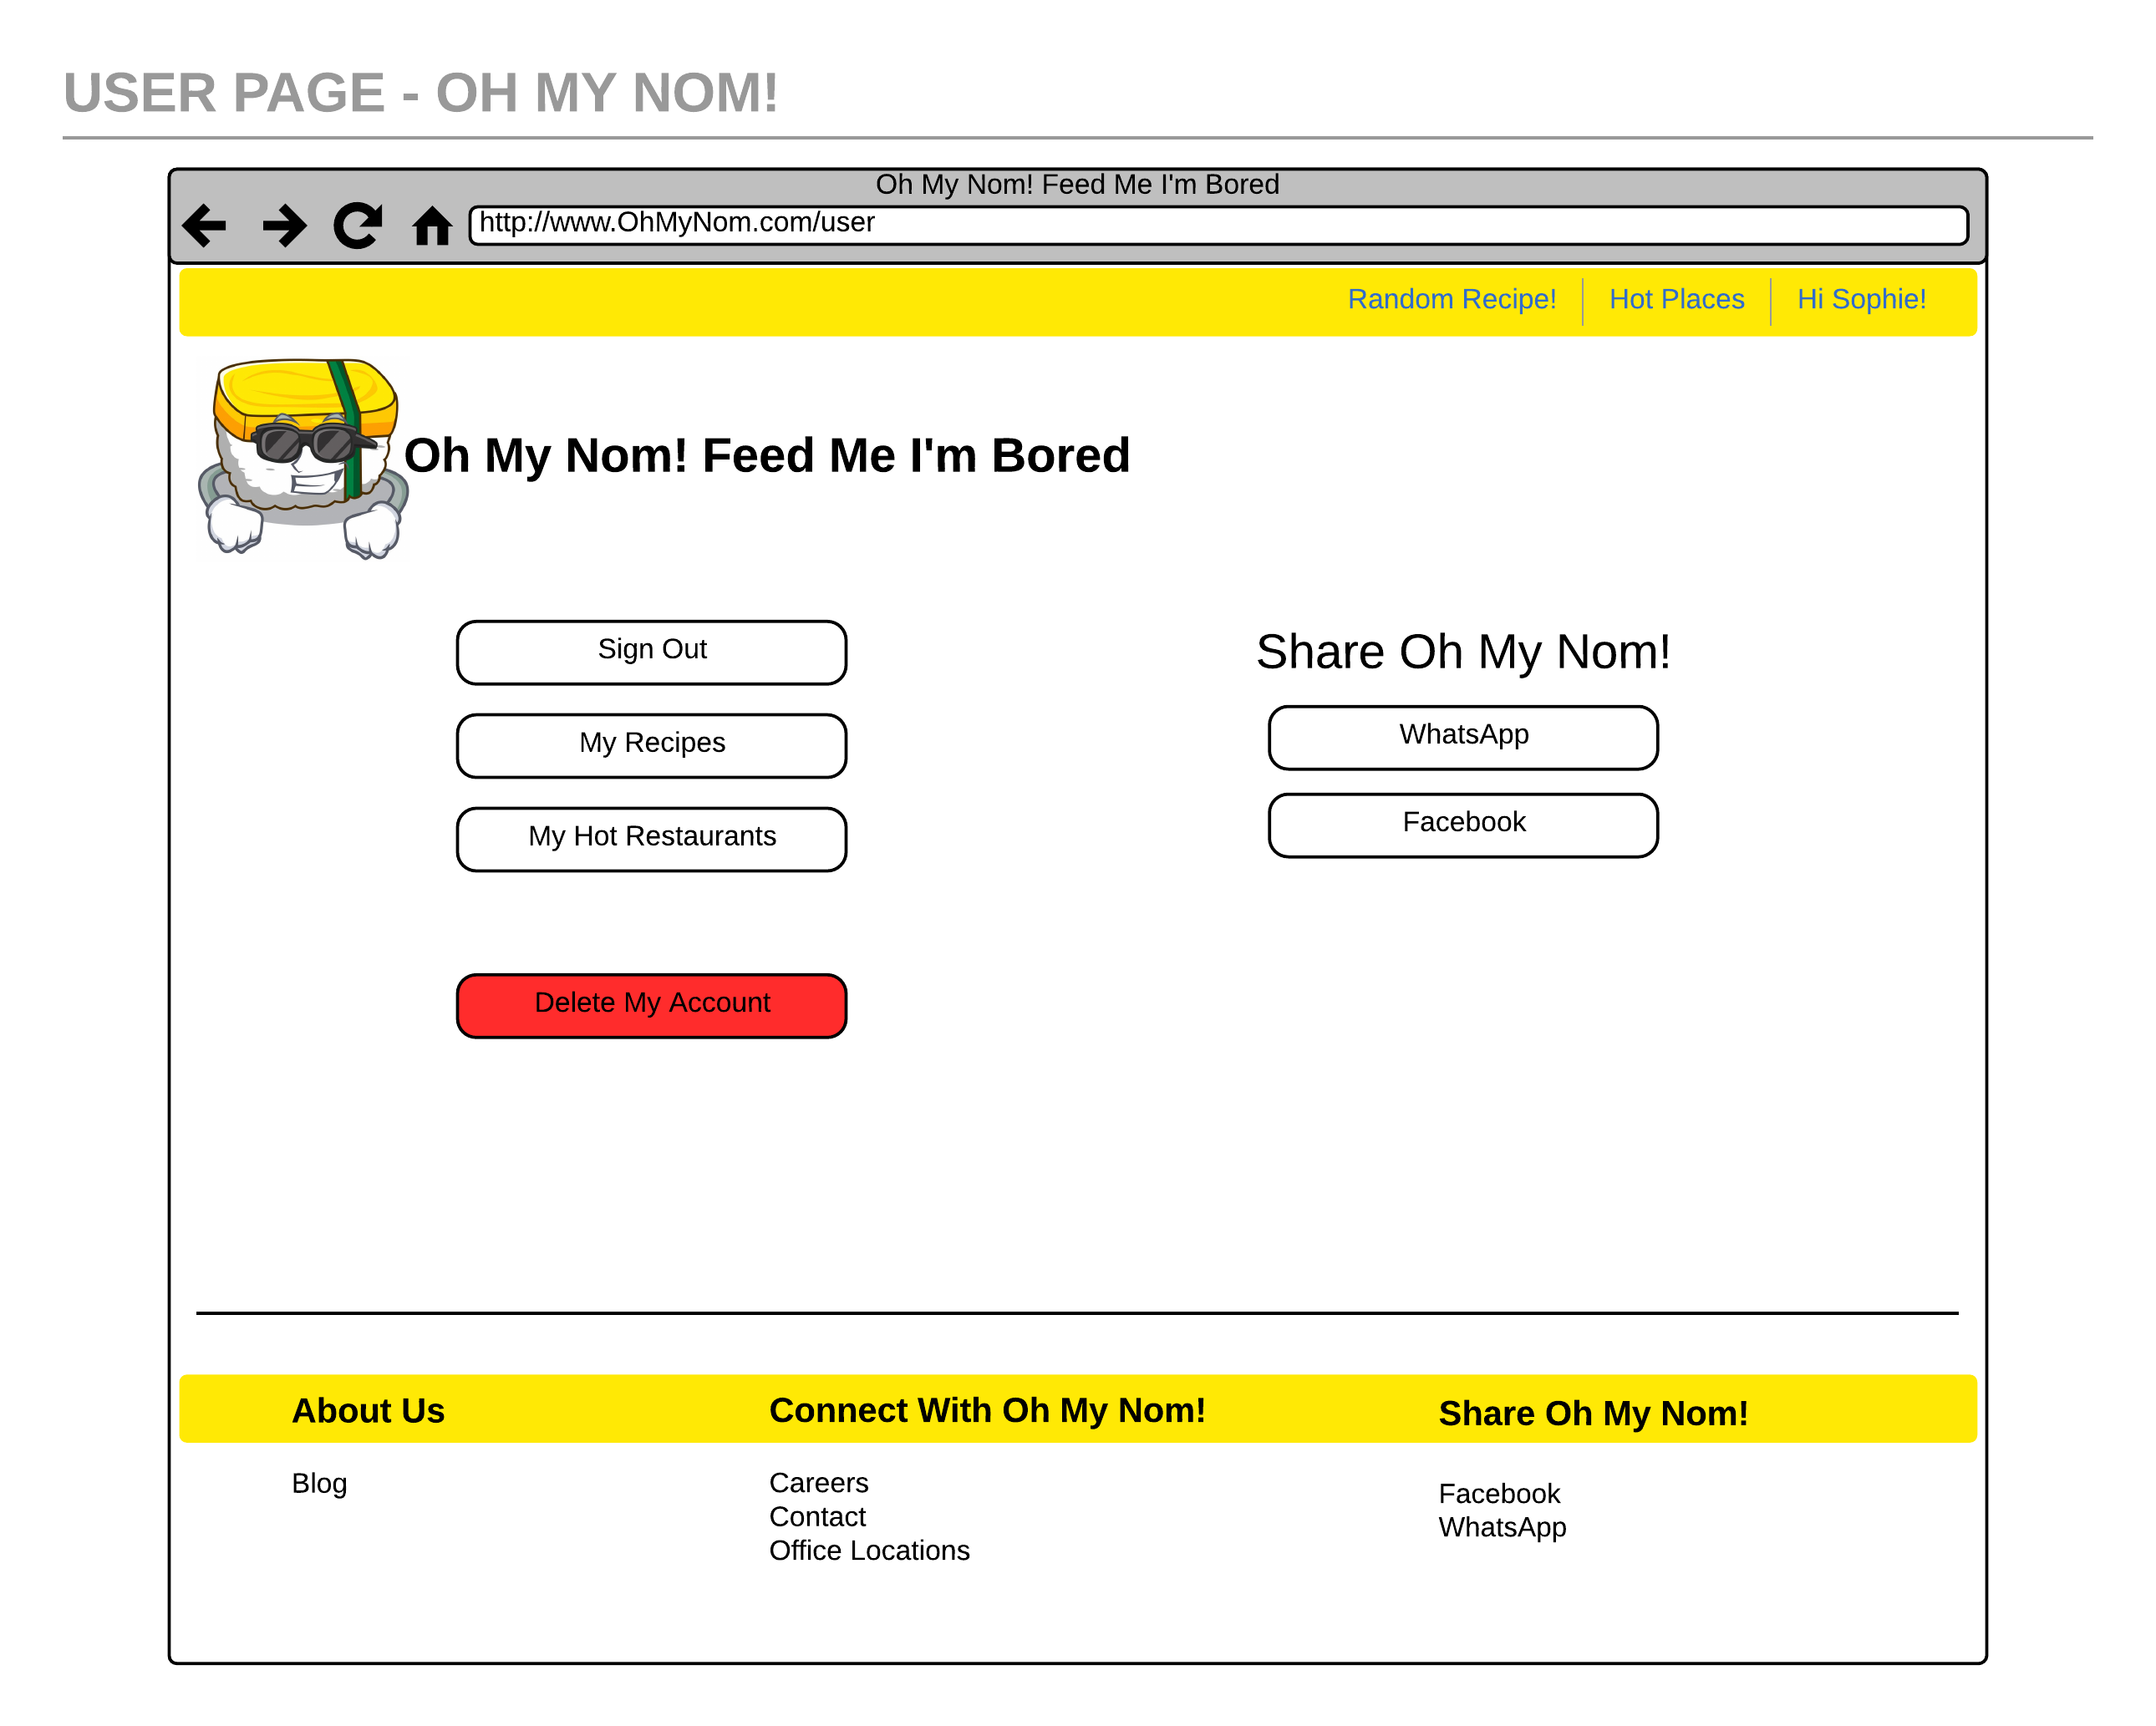 USER PAGE - OH MY NOM!
Oh My Nom! Feed Me I'm Bored
http://www.OhMyNom.com/user
Random Recipe! Hot Places Hi Sophie!
Oh My Nom! Feed Me I'm Bored
Sign Out
My Recipes
My Hot Restaurants
Delete My Account
Share Oh My Nom!
WhatsApp
Facebook
About Us
Blog
Connect With Oh My Nom!
Careers
Contact
Office Locations
Share Oh My Nom!
Facebook
WhatsApp